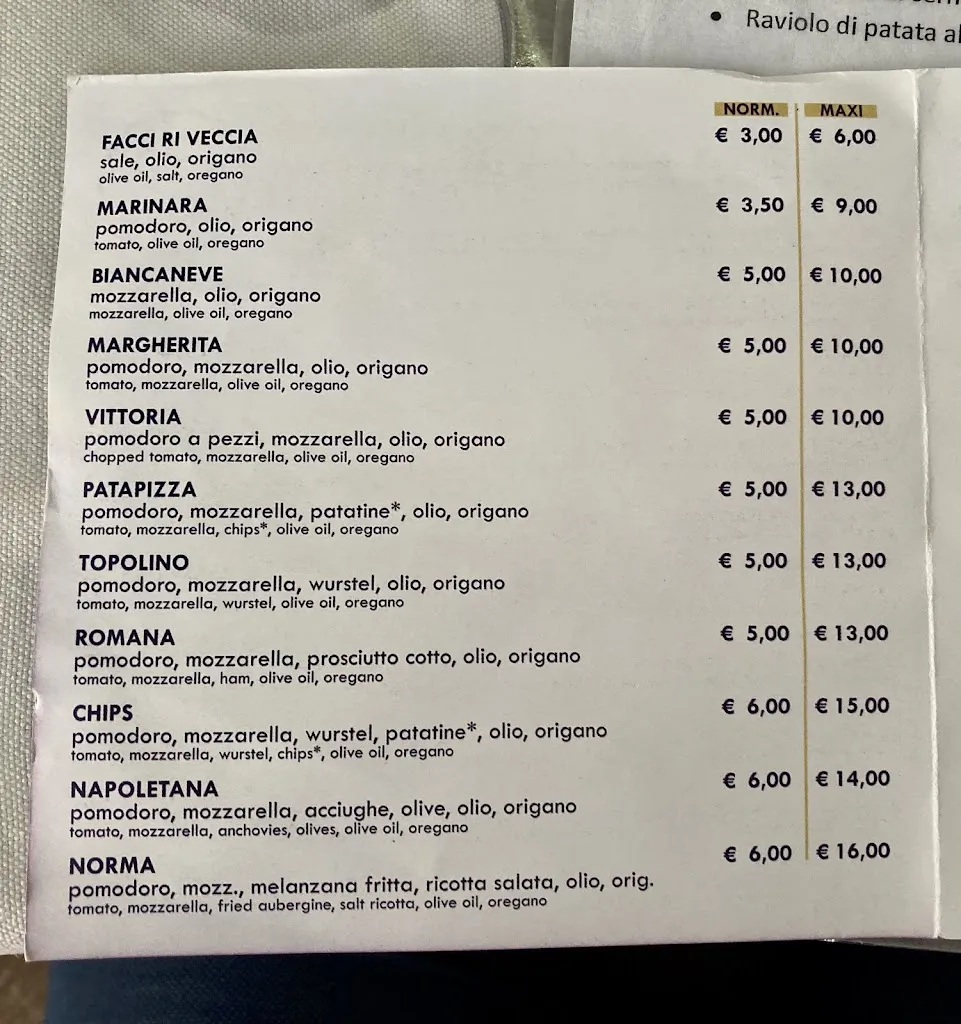 • Raviolo di patata al
NORM. MAXI
FACCI RI VECCIA € 3,00 € 6,00
sale, olio, origano
olive oil, salt, oregano
MARINARA € 3,50 € 9,00
pomodoro, olio, origano
tomato, olive oil, oregano
BIANCANEVE € 5,00 € 10,00
mozzarella, olio, origano
mozzarella, olive oil, oregano
MARGHERITA € 5,00 € 10,00
pomodoro, mozzarella, olio, origano
tomato, mozzarella, olive oil, oregano
VITTORIA € 5,00 € 10,00
pomodoro a pezzi, mozzarella, olio, origano
chopped tomato, mozzarella, olive oil, oregano
PATAPIZZA € 5,00 € 13,00
pomodoro, mozzarella, patatine*, olio, origano
tomato, mozzarella, chips*, olive oil, oregano
TOPOLINO € 5,00 € 13,00
pomodoro, mozzarella, wurstel, olio, origano
tomato, mozzarella, wurstel, olive oil, oregano
ROMANA € 5,00 € 13,00
pomodoro, mozzarella, prosciutto cotto, olio, origano
tomato, mozzarella, ham, olive oil, oregano
CHIPS € 6,00 € 15,00
pomodoro, mozzarella, wurstel, patatine*, olio, origano
tomato, mozzarella, wurstel, chips*, olive oil, oregano
NAPOLETANA € 6,00 € 14,00
pomodoro, mozzarella, acciughe, olive, olio, origano
tomato, mozzarella, anchovies, olives, olive oil, oregano
NORMA € 6,00 € 16,00
pomodoro, mozz., melanzana fritta, ricotta salata, olio, orig.
tomato, mozzarella, fried aubergine, salt ricotta, olive oil, oregano